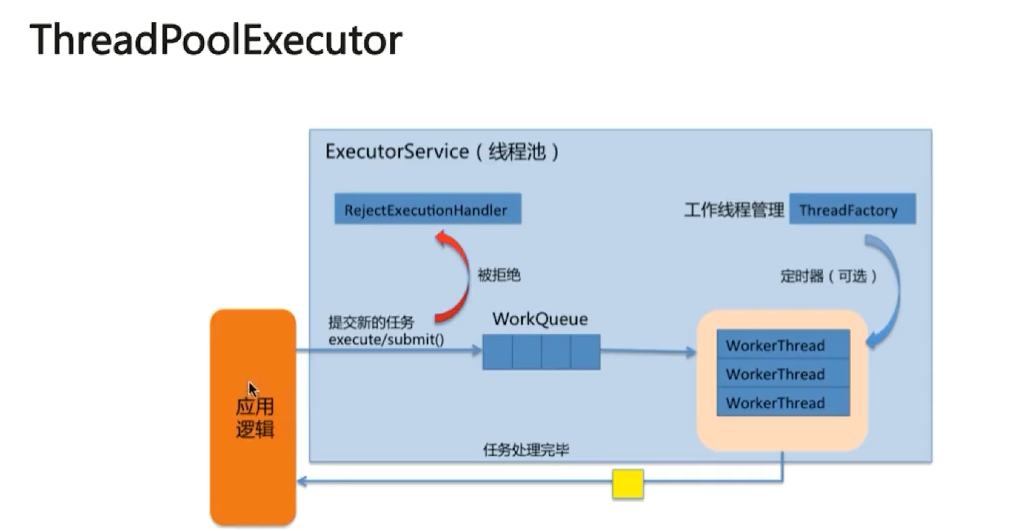 ThreadPoolExecutor
ExecutorService ( 线程池 )
RejectExecutionHandler
工作线程管理
ThreadFactory
被拒绝
定时器 ( 可选 )
提交新的任务
execute/submit()
WorkQueue
WorkerThread
WorkerThread
WorkerThread
应用
逻辑
任务处理完毕